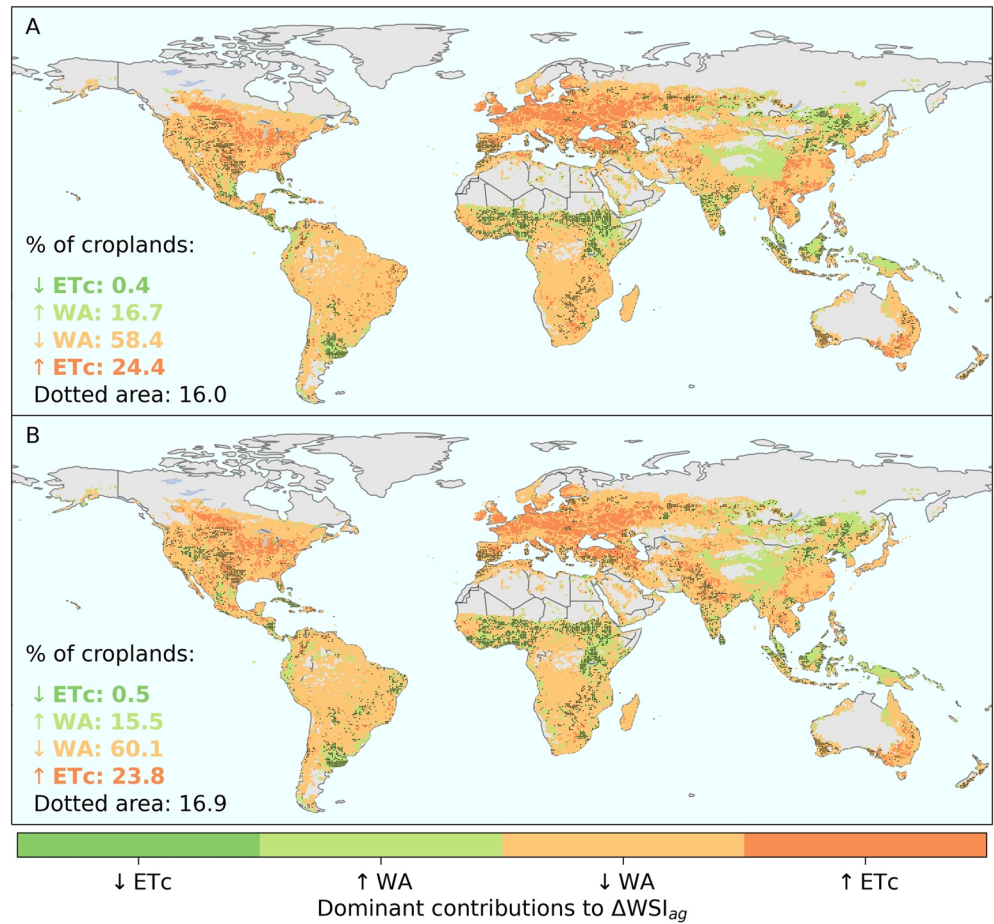 A
% of croplands:
↓ ETc: 0.4
↑ WA: 16.7
↓ WA: 58.4
↑ ETc: 24.4
Dotted area: 16.0
B
% of croplands:
↓ ETc: 0.5
↑ WA: 15.5
↓ WA: 60.1
↑ ETc: 23.8
Dotted area: 16.9
↓ ETc ↑ WA ↓ WA ↑ ETc
Dominant contributions to ΔWSI_ag